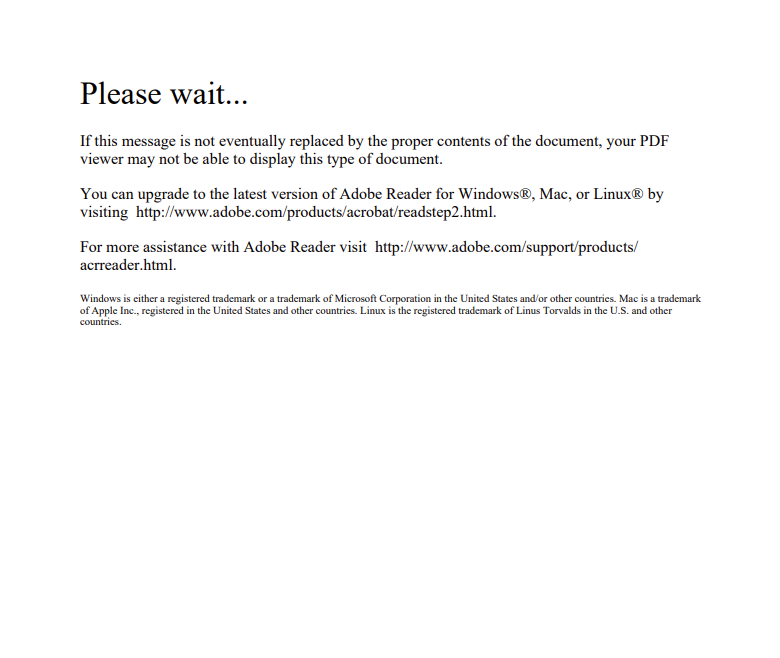 Please wait...
If this message is not eventually replaced by the proper contents of the document, your PDF
viewer may not be able to display this type of document.
You can upgrade to the latest version of Adobe Reader for Windows®, Mac, or Linux® by
visiting  http://www.adobe.com/products/acrobat/readstep2.html.
For more assistance with Adobe Reader visit  http://www.adobe.com/support/products/
acrreader.html.
Windows is either a registered trademark or a trademark of Microsoft Corporation in the United States and/or other countries. Mac is a trademark
of Apple Inc., registered in the United States and other countries. Linux is the registered trademark of Linus Torvalds in the U.S. and other
countries.